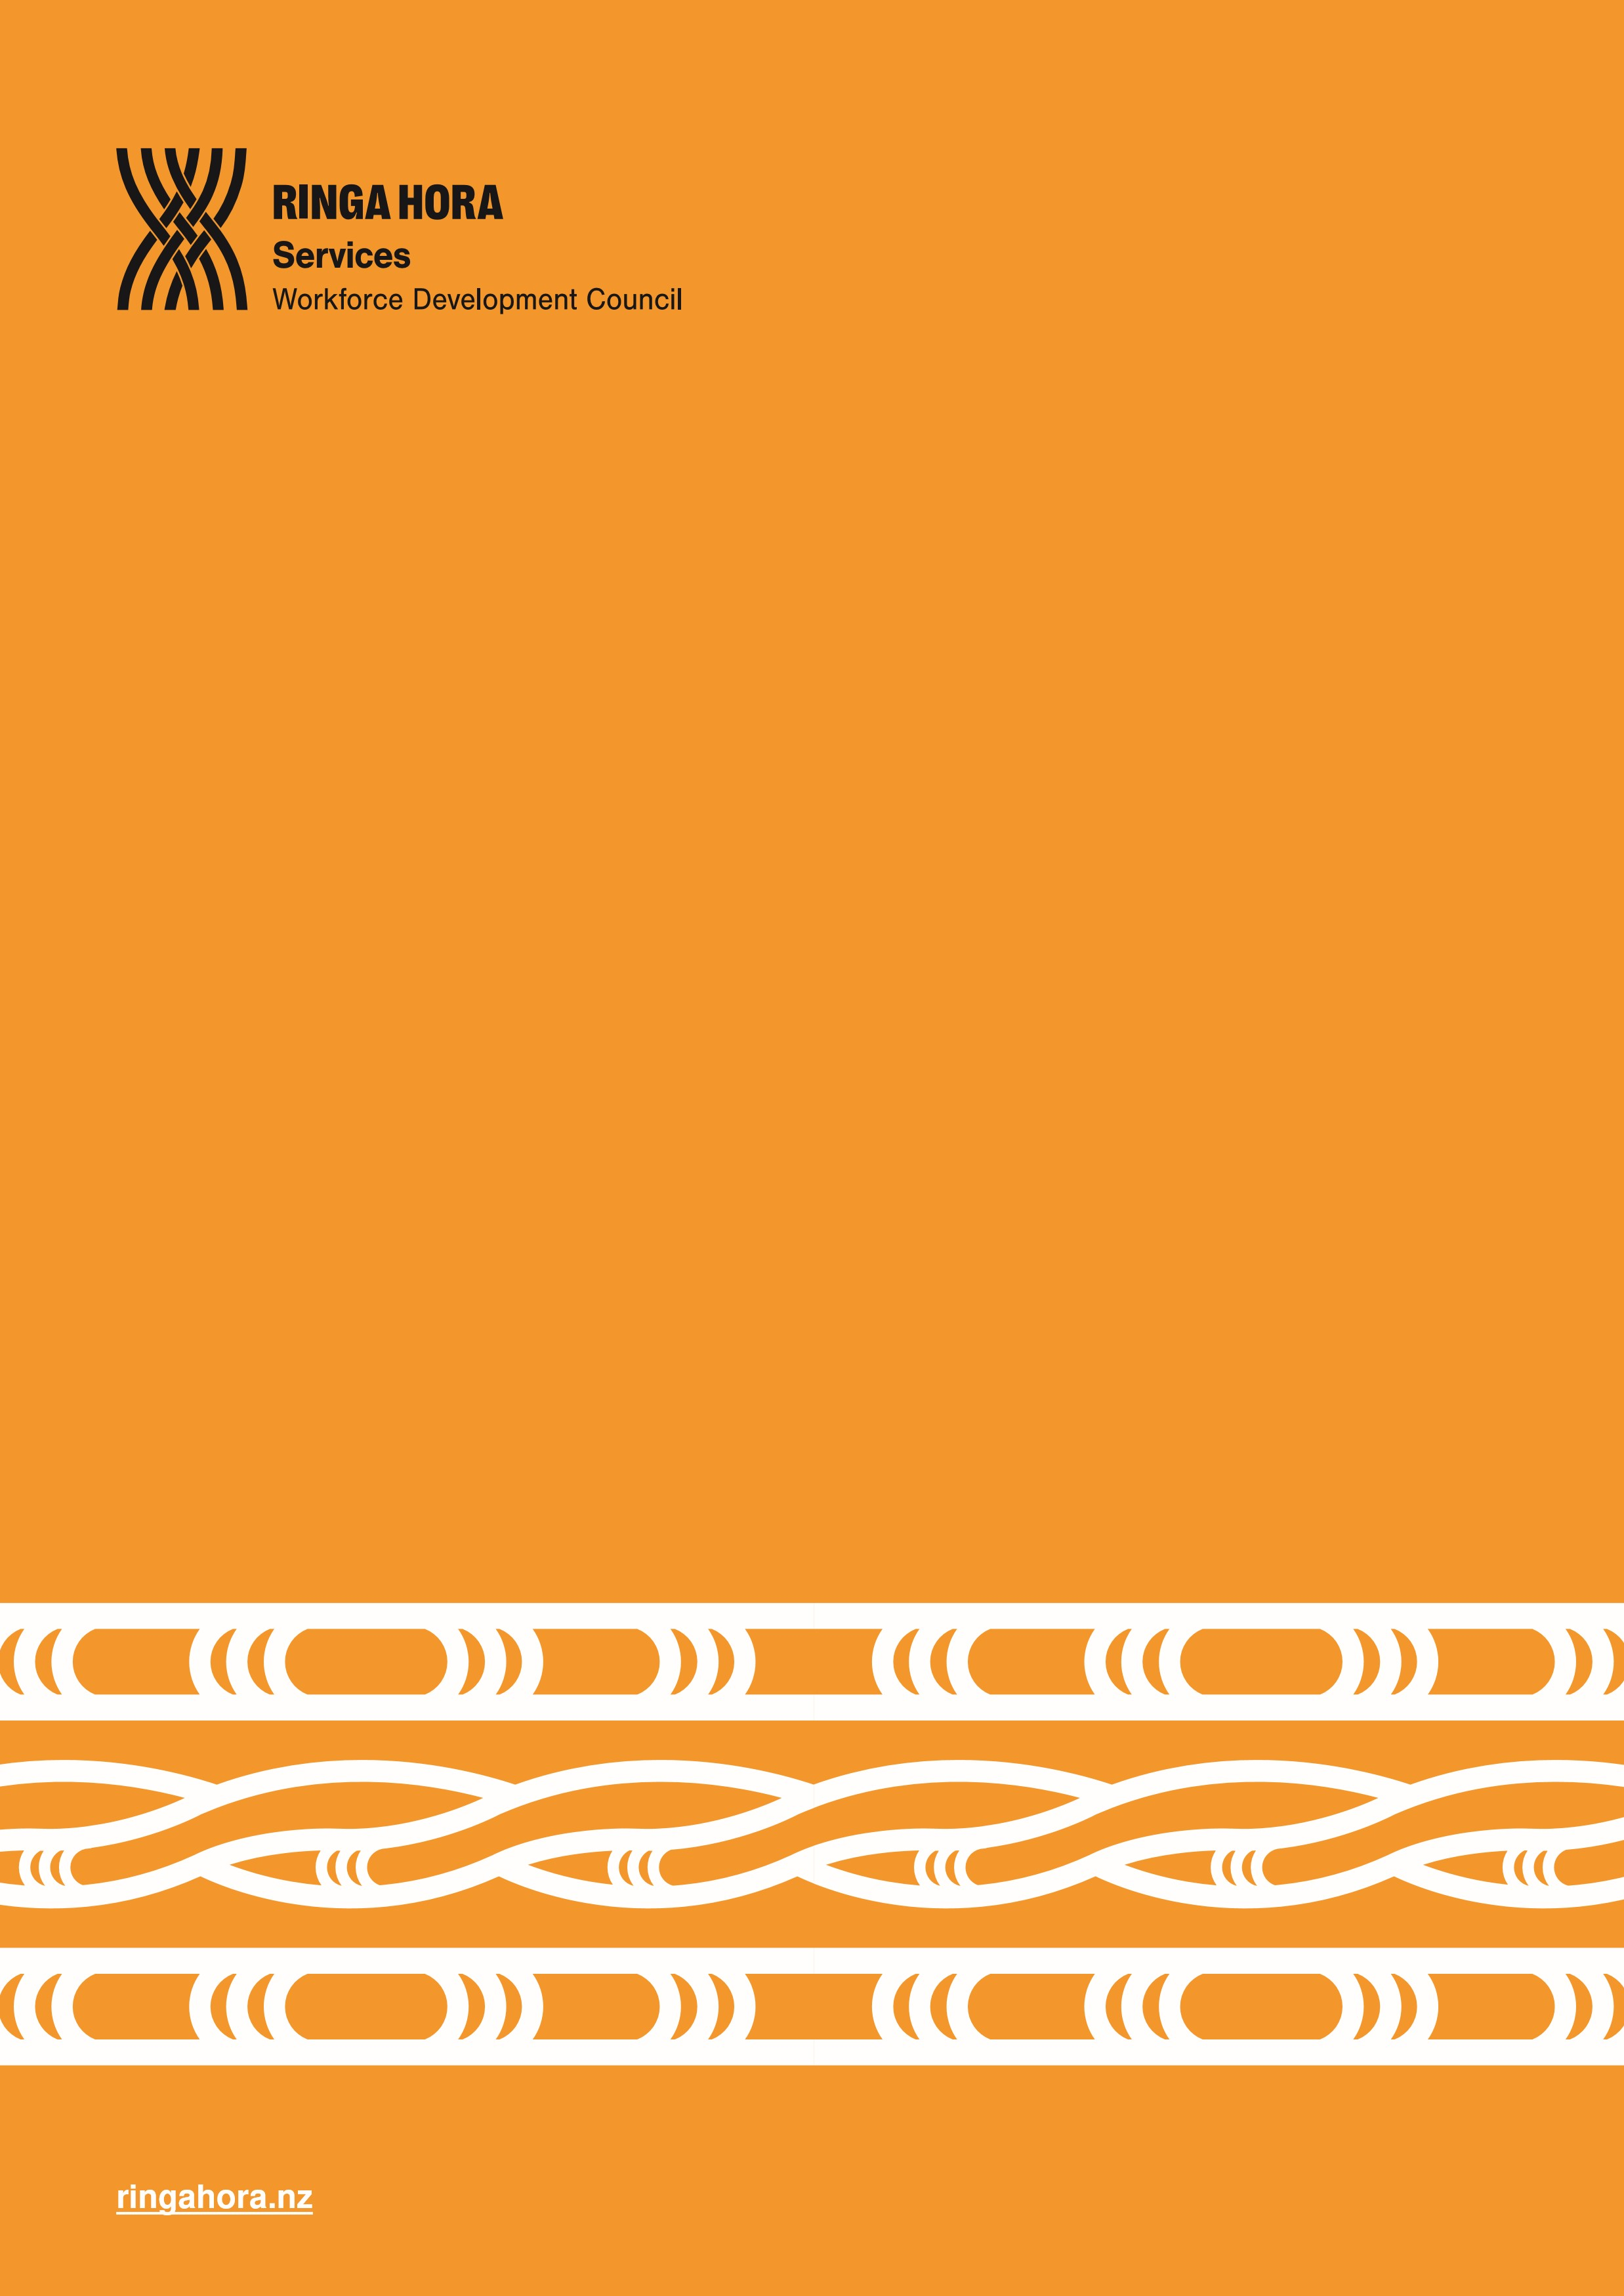 RINGA HORA
Services
Workforce Development Council
ringahora.nz